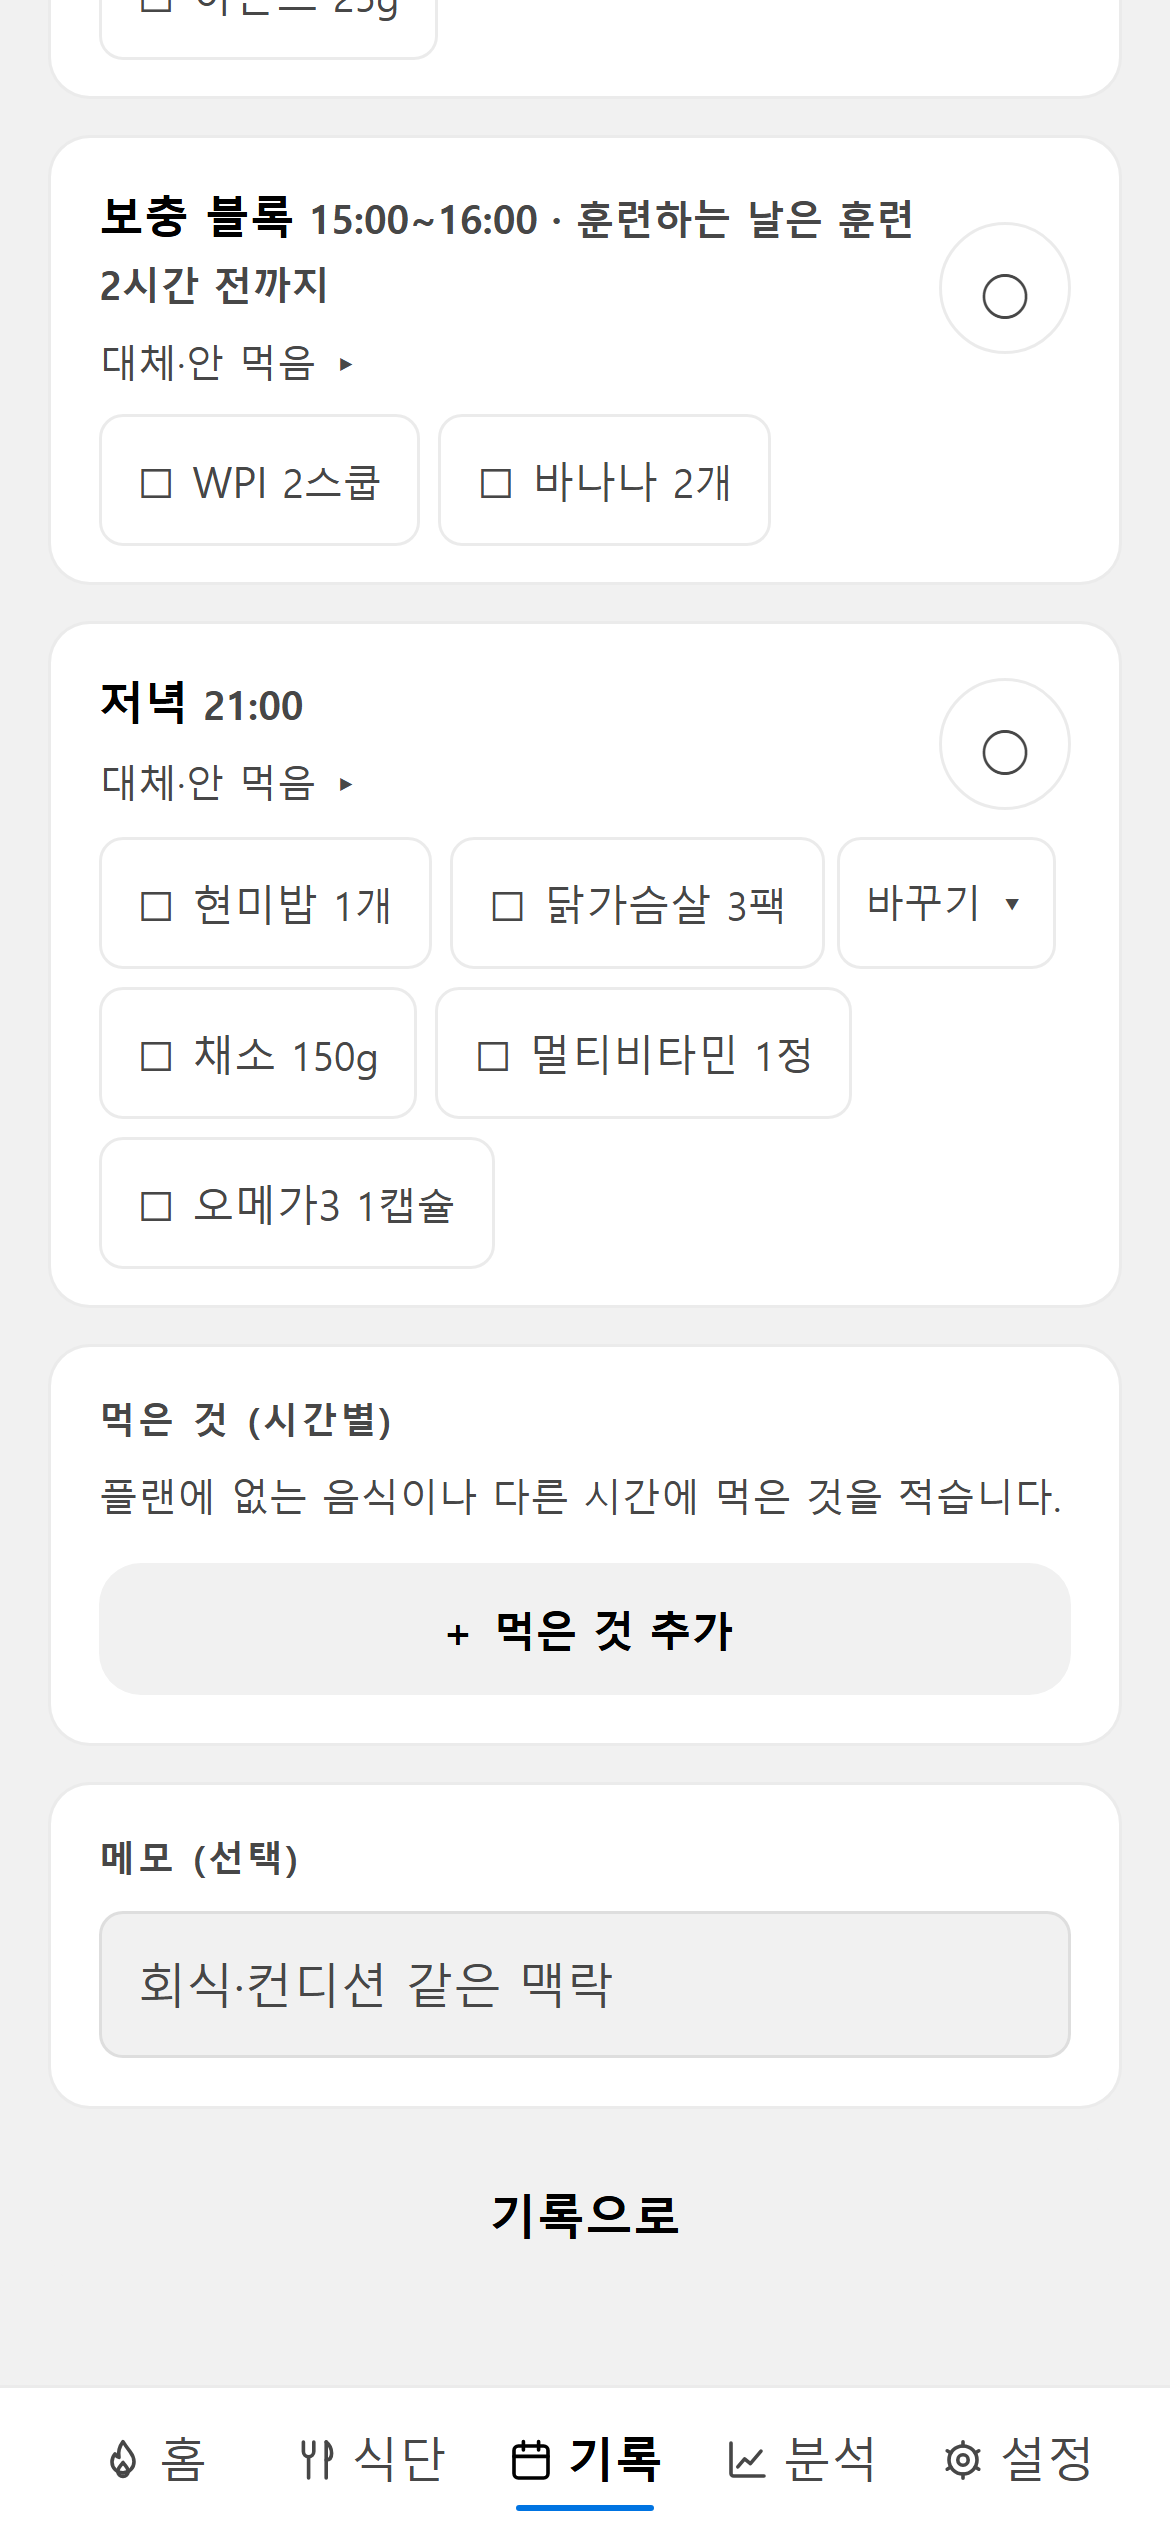 25g
보충 블록 15:00~16:00 · 훈련하는 날은 훈련
2시간 전까지
대체·안 먹음 ▸
☐ WPI 2스쿱 ☐ 바나나 2개
저녁 21:00
대체·안 먹음 ▸
☐ 현미밥 1개 ☐ 닭가슴살 3팩 바꾸기 ▾
☐ 채소 150g ☐ 멀티비타민 1정
☐ 오메가3 1캡슐
먹은 것 (시간별)
플랜에 없는 음식이나 다른 시간에 먹은 것을 적습니다.
+ 먹은 것 추가
메모 (선택)
회식·컨디션 같은 맥락
기록으로
홈 식단 기록 분석 설정